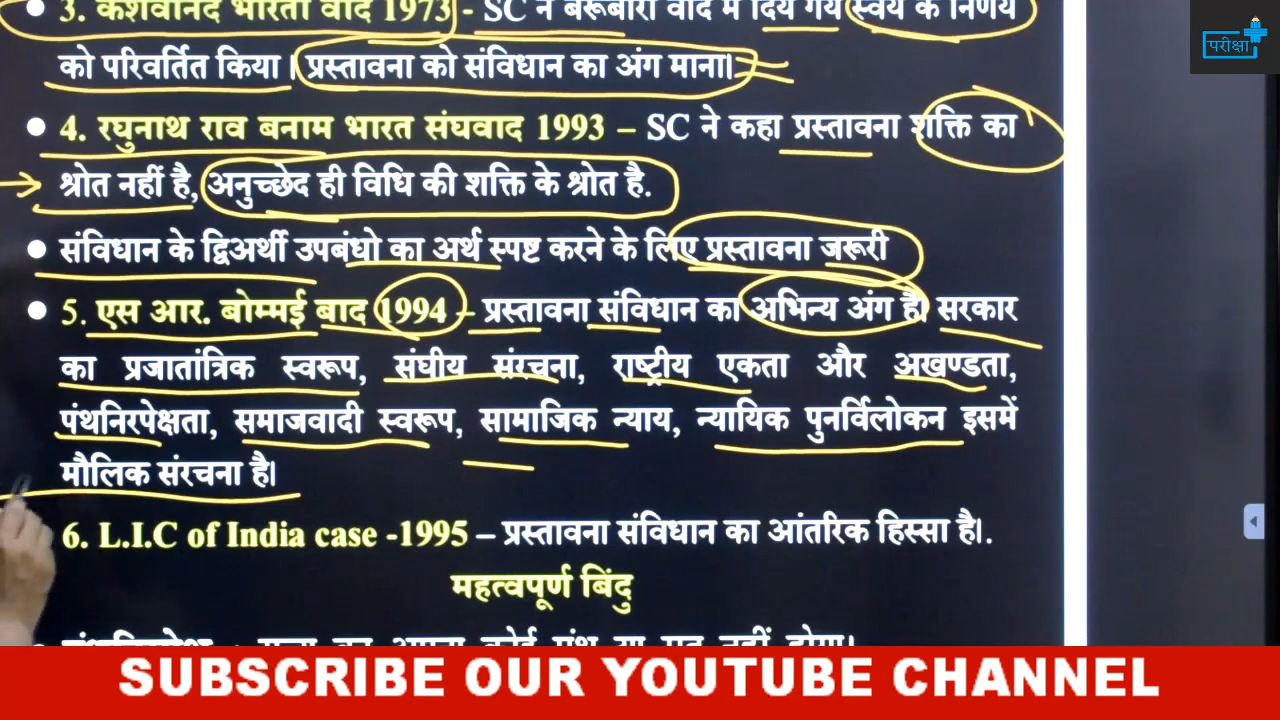 3. केशवानंद भारती वाद 1973 - SC ने बेरूबारी वाद में दिये गये स्वयं के निर्णय
को परिवर्तित किया। प्रस्तावना को संविधान का अंग माना।
परीक्षा
● 4. रघुनाथ राव बनाम भारत संघवाद 1993 – SC ने कहा प्रस्तावना शक्ति का
श्रोत नहीं है, अनुच्छेद ही विधि की शक्ति के श्रोत है.
● संविधान के द्विअर्थी उपबंधो का अर्थ स्पष्ट करने के लिए प्रस्तावना जरूरी
● 5. एस आर. बोम्मई बाद 1994 – प्रस्तावना संविधान का अभिन्य अंग है। सरकार
का प्रजातांत्रिक स्वरूप, संघीय संरचना, राष्ट्रीय एकता और अखण्डता,
पंथनिरपेक्षता, समाजवादी स्वरूप, सामाजिक न्याय, न्यायिक पुनर्विलोकन इसमें
मौलिक संरचना है।
6. L.I.C of India case -1995 – प्रस्तावना संविधान का आंतरिक हिस्सा है।.
महत्वपूर्ण बिंदु
SUBSCRIBE OUR YOUTUBE CHANNEL